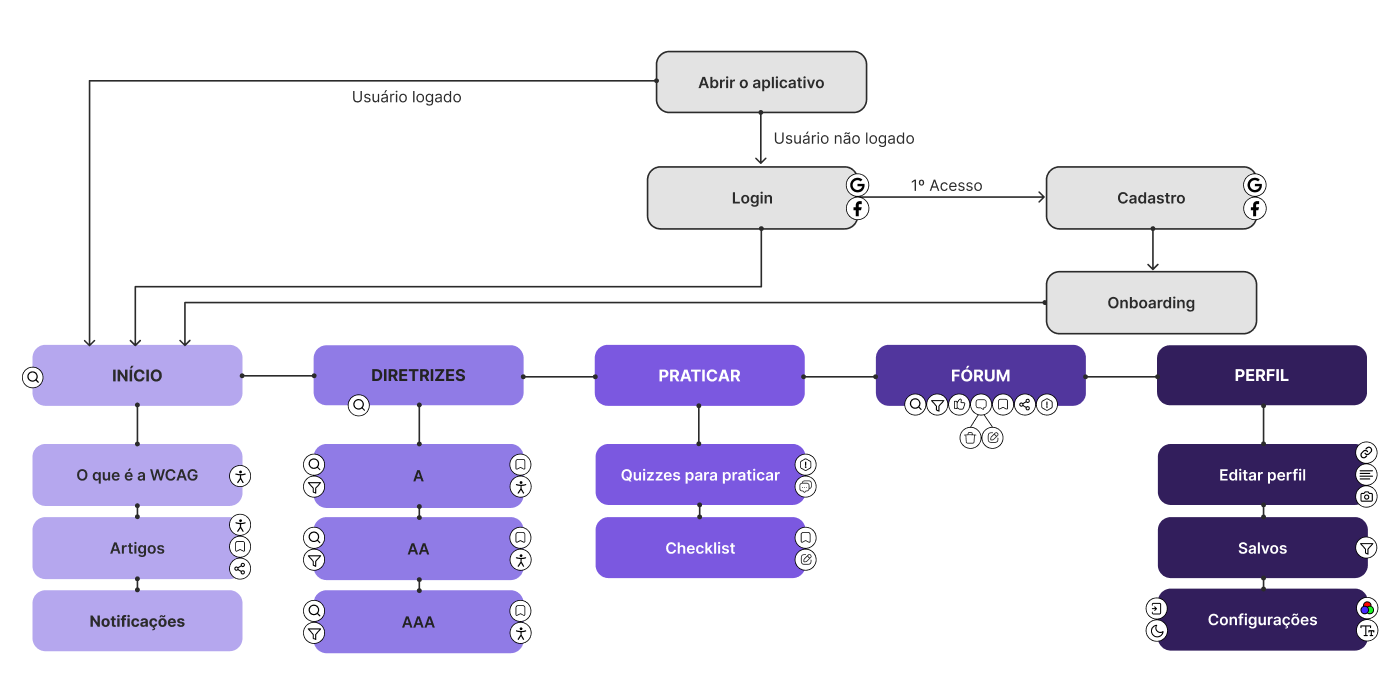 Abrir o aplicativo
Usuário logado
Usuário não logado
Login
1º Acesso
Cadastro
Onboarding
INÍCIO
DIRETRIZES
PRATICAR
FÓRUM
PERFIL
O que é a WCAG
A
Quizzes para praticar
Editar perfil
Artigos
AA
Checklist
Salvos
Notificações
AAA
Configurações